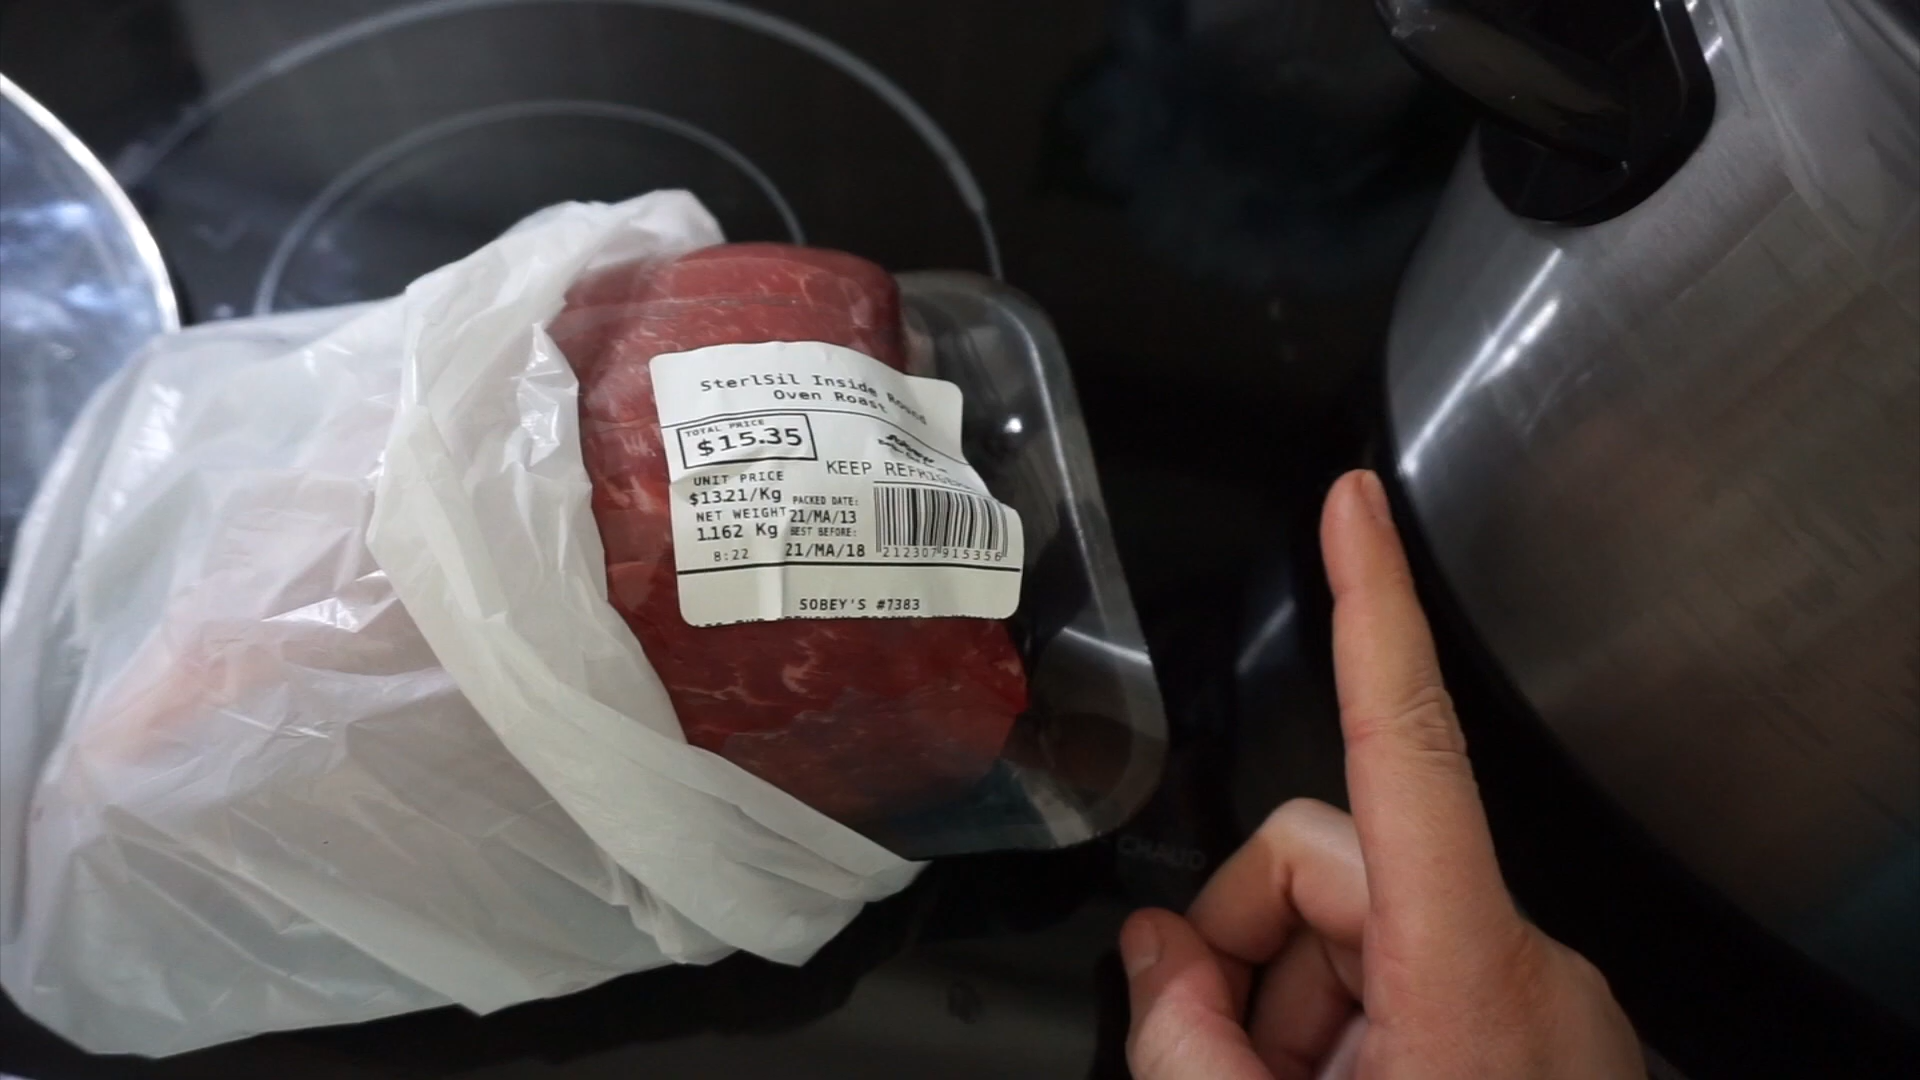 SterlSil Inside Round
Oven Roast
TOTAL PRICE
$15.35
KEEP
UNIT PRICE
$13.21/Kg
PACKED DATE:
NET WEIGHT
21/MA/13
1.162 Kg
BEST BEFORE:
8:22
21/MA/18
212307915356
SOBEY'S #7383
CHAUD